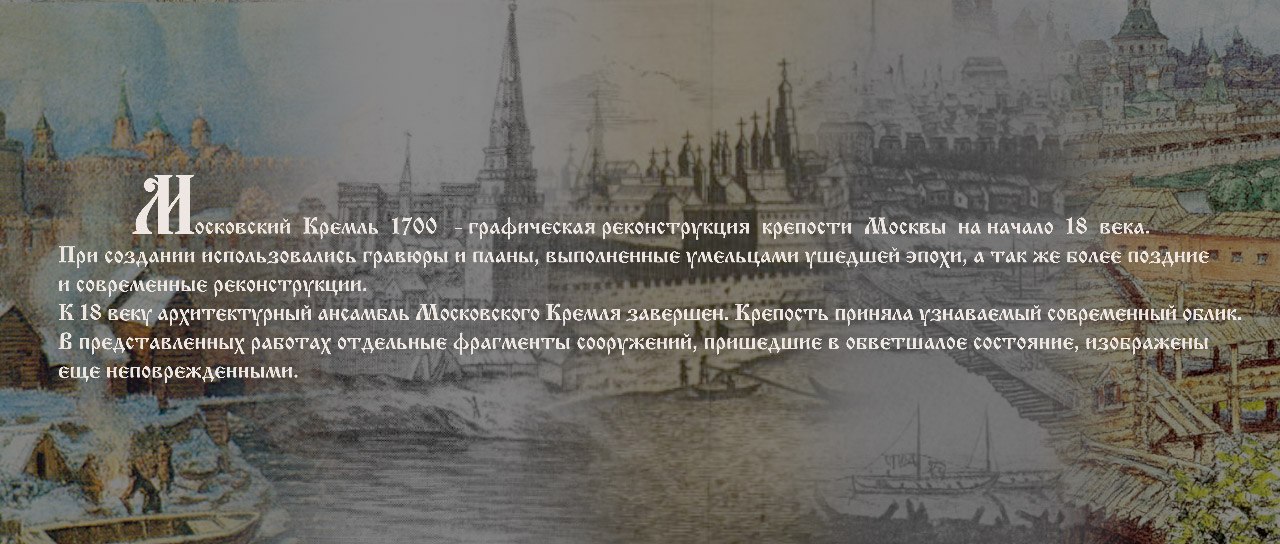 Московский Кремль 1700 - графическая реконструкция крепости Москвы на начало 18 века.
При создании использовались гравюры и планы, выполненные умельцами ушедшей эпохи, а так же более поздние
и современные реконструкции.
К 18 веку архитектурный ансамбль Московского Кремля завершен. Крепость приняла узнаваемый современный облик.
В представленных работах отдельные фрагменты сооружений, пришедшие в обветшалое состояние, изображены
еще неповрежденными.